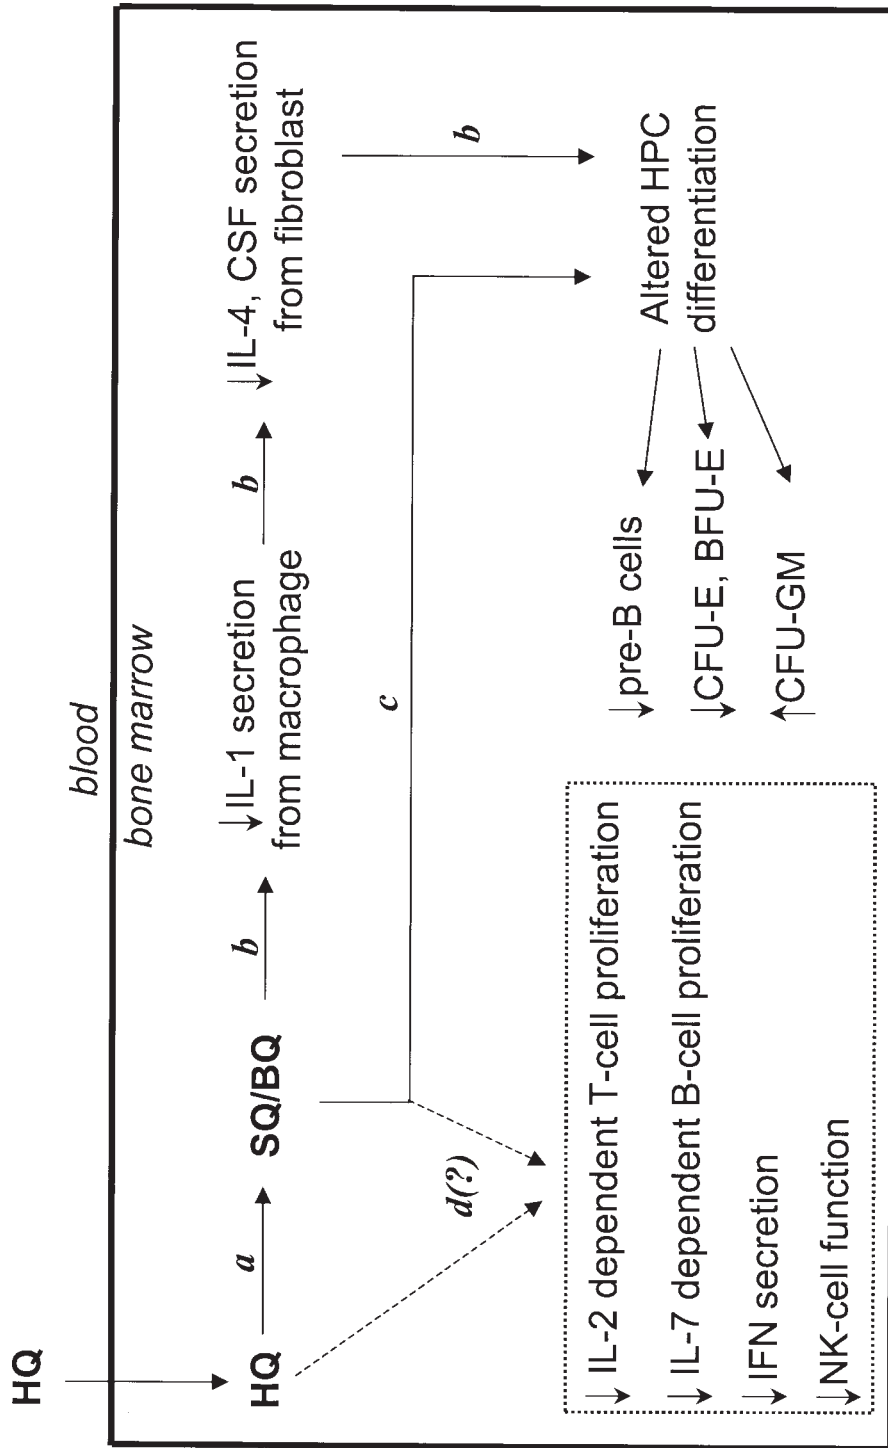 HQ
blood
bone marrow
HQ
a
SQ/BQ
b
↓IL-1 secretion
from macrophage
b
↓IL-4, CSF secretion
from fibroblast
b
c
d(?)
Altered HPC
differentiation
↓pre-B cells
↓CFU-E, BFU-E
↑CFU-GM
↓IL-2 dependent T-cell proliferation
↓IL-7 dependent B-cell proliferation
↓IFN secretion
↓NK-cell function